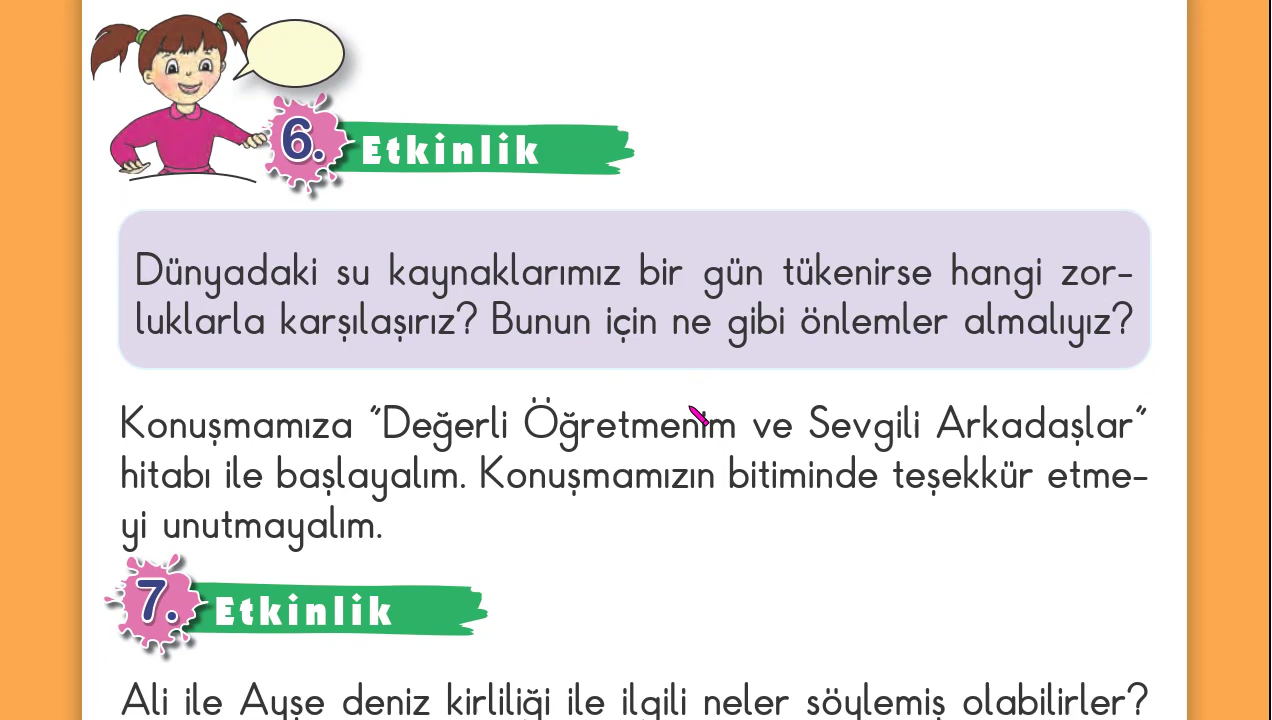 6. Etkinlik
Dünyadaki su kaynaklarımız bir gün tükenirse hangi zor-
luklarla karşılaşırız? Bunun için ne gibi önlemler almalıyız?
Konuşmamıza "Değerli Öğretmenim ve Sevgili Arkadaşlar"
hitabı ile başlayalım. Konuşmamızın bitiminde teşekkür etme-
yi unutmayalım.
7. Etkinlik
Ali ile Ayşe deniz kirliliği ile ilgili neler söylemiş olabilirler?